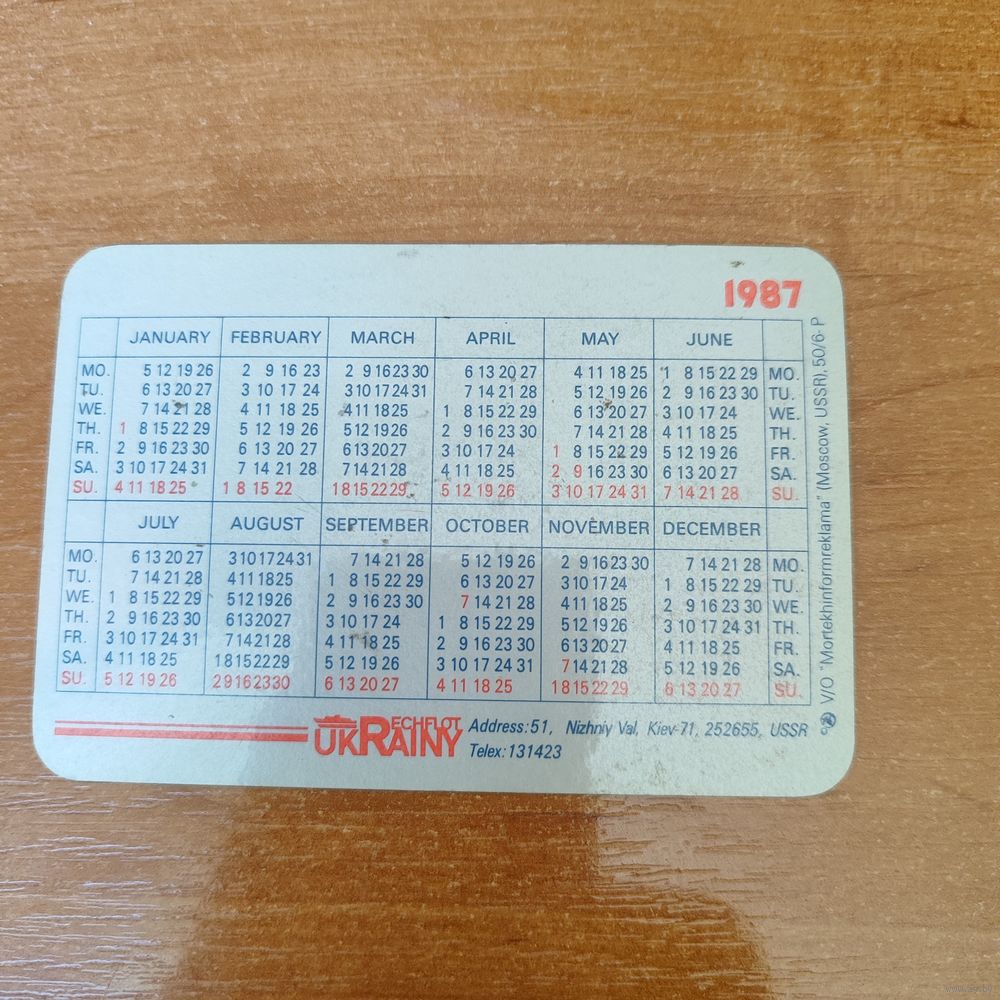 1987
JANUARY FEBRUARY MARCH APRIL MAY JUNE
MO. 5 12 19 26 2 9 16 23 2 9 16 23 30 6 13 20 27 4 11 18 25 1 8 15 22 29 MO.
TU. 6 13 20 27 3 10 17 24 3 10 17 24 31 7 14 21 28 5 12 19 26 2 9 16 23 30 TU.
WE. 7 14 21 28 4 11 18 25 4 11 18 25 1 8 15 22 29 6 13 20 27 3 10 17 24 WE.
TH. 1 8 15 22 29 5 12 19 26 5 12 19 26 2 9 16 23 30 7 14 21 28 4 11 18 25 TH.
FR. 2 9 16 23 30 6 13 20 27 6 13 20 27 3 10 17 24 1 8 15 22 29 5 12 19 26 FR.
SA. 3 10 17 24 31 7 14 21 28 7 14 21 28 4 11 18 25 2 9 16 23 30 6 13 20 27 SA.
SU. 4 11 18 25 1 8 15 22 1 8 15 22 29 5 12 19 26 3 10 17 24 31 7 14 21 28 SU.
JULY AUGUST SEPTEMBER OCTOBER NOVEMBER DECEMBER
MO. 6 13 20 27 3 10 17 24 31 7 14 21 28 5 12 19 26 2 9 16 23 30 7 14 21 28 MO.
TU. 7 14 21 28 4 11 18 25 1 8 15 22 29 6 13 20 27 3 10 17 24 1 8 15 22 29 TU.
WE. 1 8 15 22 29 5 12 19 26 2 9 16 23 30 7 14 21 28 4 11 18 25 2 9 16 23 30 WE.
TH. 2 9 16 23 30 6 13 20 27 3 10 17 24 1 8 15 22 29 5 12 19 26 3 10 17 24 31 TH.
FR. 3 10 17 24 31 7 14 21 28 4 11 18 25 2 9 16 23 30 6 13 20 27 4 11 18 25 FR.
SA. 4 11 18 25 1 8 15 22 29 5 12 19 26 3 10 17 24 31 7 14 21 28 5 12 19 26 SA.
SU. 5 12 19 26 2 9 16 23 30 6 13 20 27 4 11 18 25 1 8 15 22 29 6 13 20 27 SU.
RECHFLOT
UKRAINY
Address: 51, Nizhniy Val, Kiev-71, 252655, USSR
Telex: 131423
© V/O "Mortekhinformreklama" (Moscow, USSR), 50/6-P